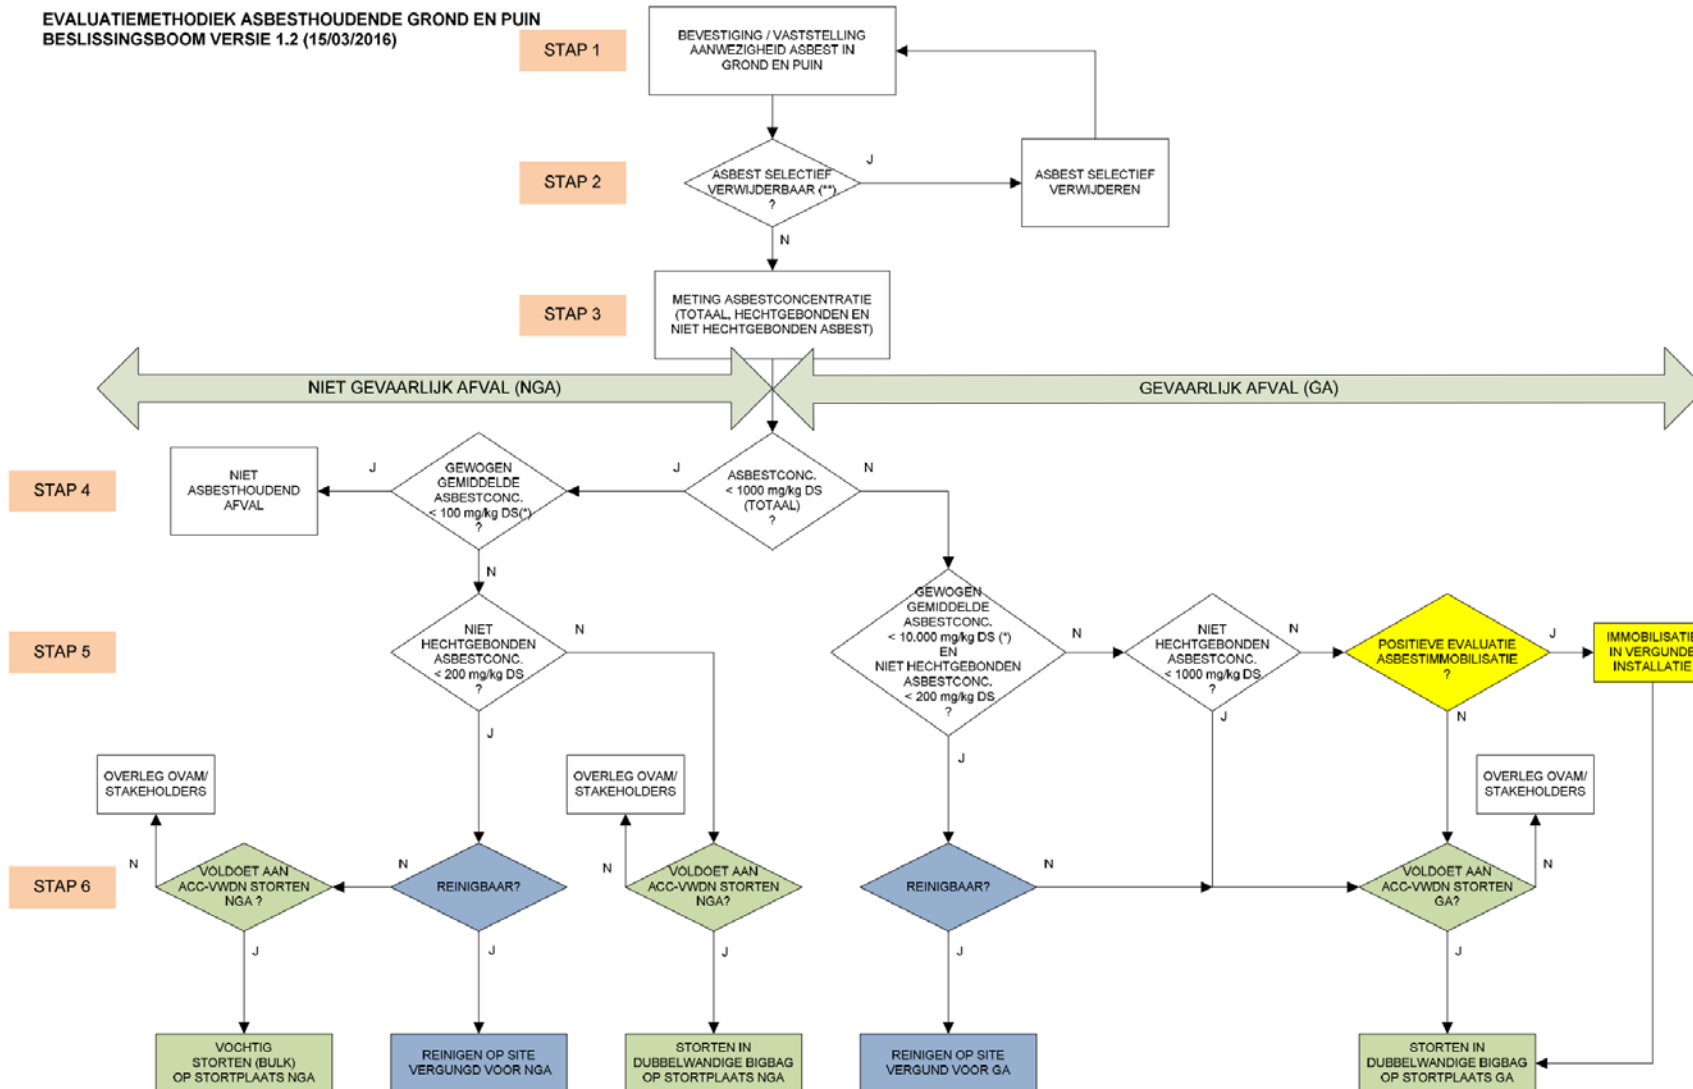 EVALUATIEMETHODIEK ASBESTHOUDENDE GROND EN PUIN
BESLISSINGSBOOM VERSIE 1.2 (15/03/2016)
STAP 1
BEVESTIGING / VASTSTELLING
AANWEZIGHEID ASBEST IN
GROND EN PUIN
STAP 2
ASBEST SELECTIEF
VERWIJDERBAAR (**)
?
J
ASBEST SELECTIEF
VERWIJDEREN
N
STAP 3
METING ASBESTCONCENTRATIE
(TOTAAL, HECHTGEBONDEN EN
NIET HECHTGEBONDEN ASBEST)
NIET GEVAARLIJK AFVAL (NGA)
GEVAARLIJK AFVAL (GA)
STAP 4
NIET
ASBESTHOUDEND
AFVAL
J
GEWOGEN
GEMIDDELDE
ASBESTCONC.
< 100 mg/kg DS(*)
?
J
ASBESTCONC.
< 1000 mg/kg DS
(TOTAAL)
?
N
N
STAP 5
NIET
HECHTGEBONDEN
ASBESTCONC.
< 200 mg/kg DS
?
N
J
GEWOGEN
GEMIDDELDE
ASBESTCONC.
< 10.000 mg/kg DS (*)
EN
NIET HECHTGEBONDEN
ASBESTCONC.
< 200 mg/kg DS
?
N
J
NIET
HECHTGEBONDEN
ASBESTCONC.
< 1000 mg/kg DS
?
N
J
POSITIEVE EVALUATIE
ASBESTIMMOBILISATIE
?
J
N
IMMOBILISATIE
IN VERGUNDE
INSTALLATIE
OVERLEG OVAM/
STAKEHOLDERS
OVERLEG OVAM/
STAKEHOLDERS
OVERLEG OVAM/
STAKEHOLDERS
STAP 6
N
VOLDOET AAN
ACC-VWDN STORTEN
NGA ?
J
N
REINIGBAAR?
J
N
VOLDOET AAN
ACC-VWDN STORTEN
NGA?
J
REINIGBAAR?
N
J
VOLDOET AAN
ACC-VWDN STORTEN
GA?
N
J
VOCHTIG
STORTEN (BULK)
OP STORTPLAATS NGA
REINIGEN OP SITE
VERGUNGD VOOR NGA
STORTEN IN
DUBBELWANDIGE BIGBAG
OP STORTPLAATS NGA
REINIGEN OP SITE
VERGUND VOOR GA
STORTEN IN
DUBBELWANDIGE BIGBAG
OP STORTPLAATS GA